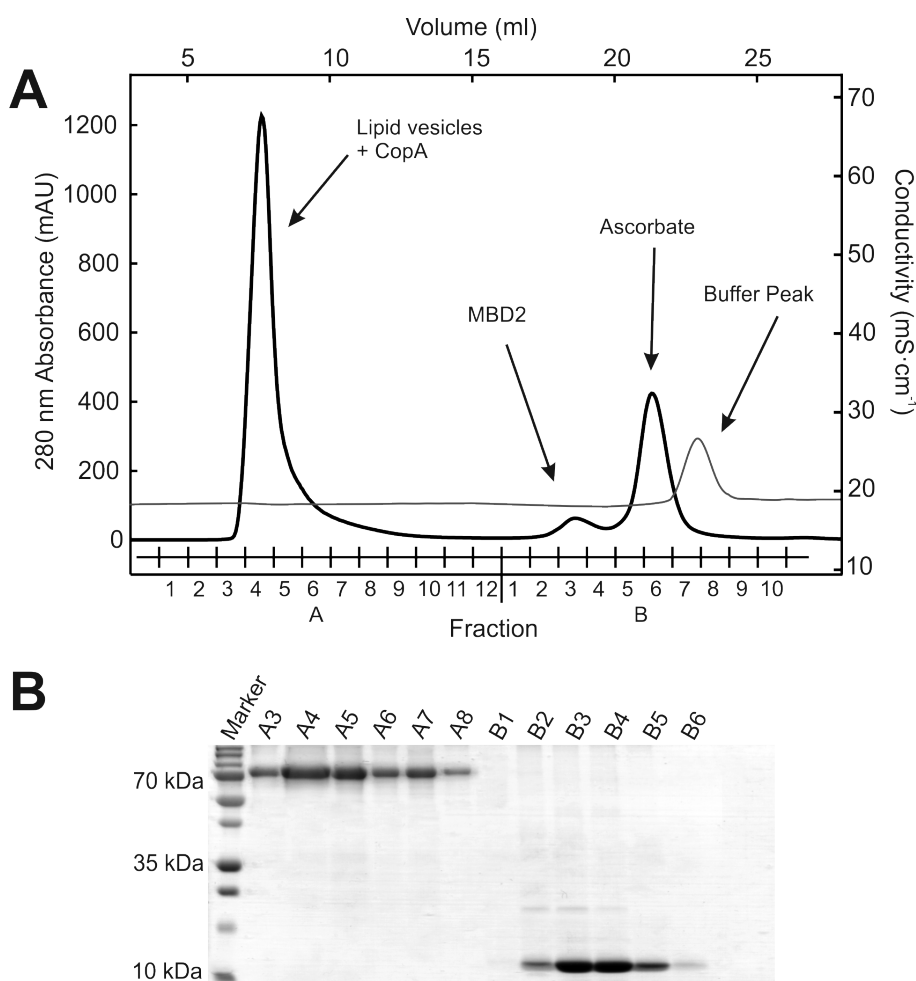 Volume (ml)
5 10 15 20 25
A
280 nm Absorbance (mAU)
1200
1000
800
600
400
200
0
Lipid vesicles
+ CopA
MBD2
Ascorbate
Buffer Peak
70
60
50
40
30
20
10
Conductivity (mS·cm⁻¹)
1 2 3 4 5 6 7 8 9 10 11 12 1 2 3 4 5 6 7 8 9 10
A B
Fraction
B
Marker A3 A4 A5 A6 A7 A8 B1 B2 B3 B4 B5 B6
70 kDa
35 kDa
10 kDa